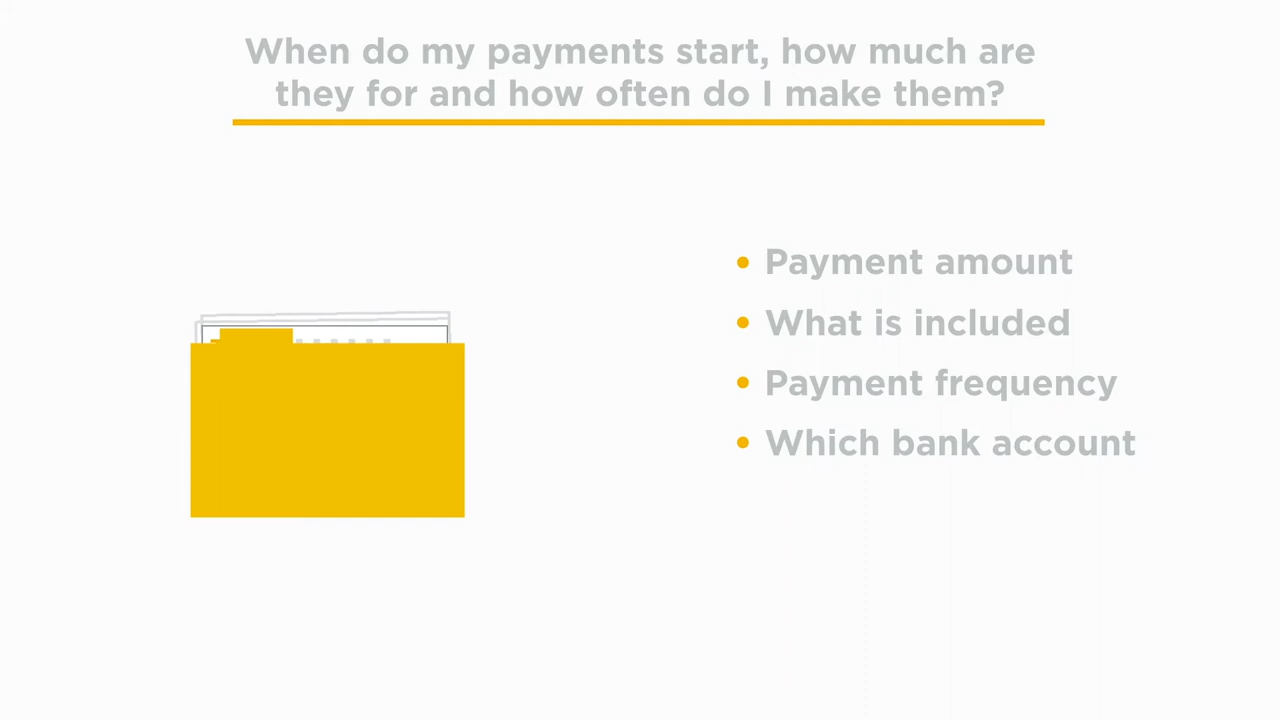 When do my payments start, how much are
they for and how often do I make them?
• Payment amount
• What is included
• Payment frequency
• Which bank account